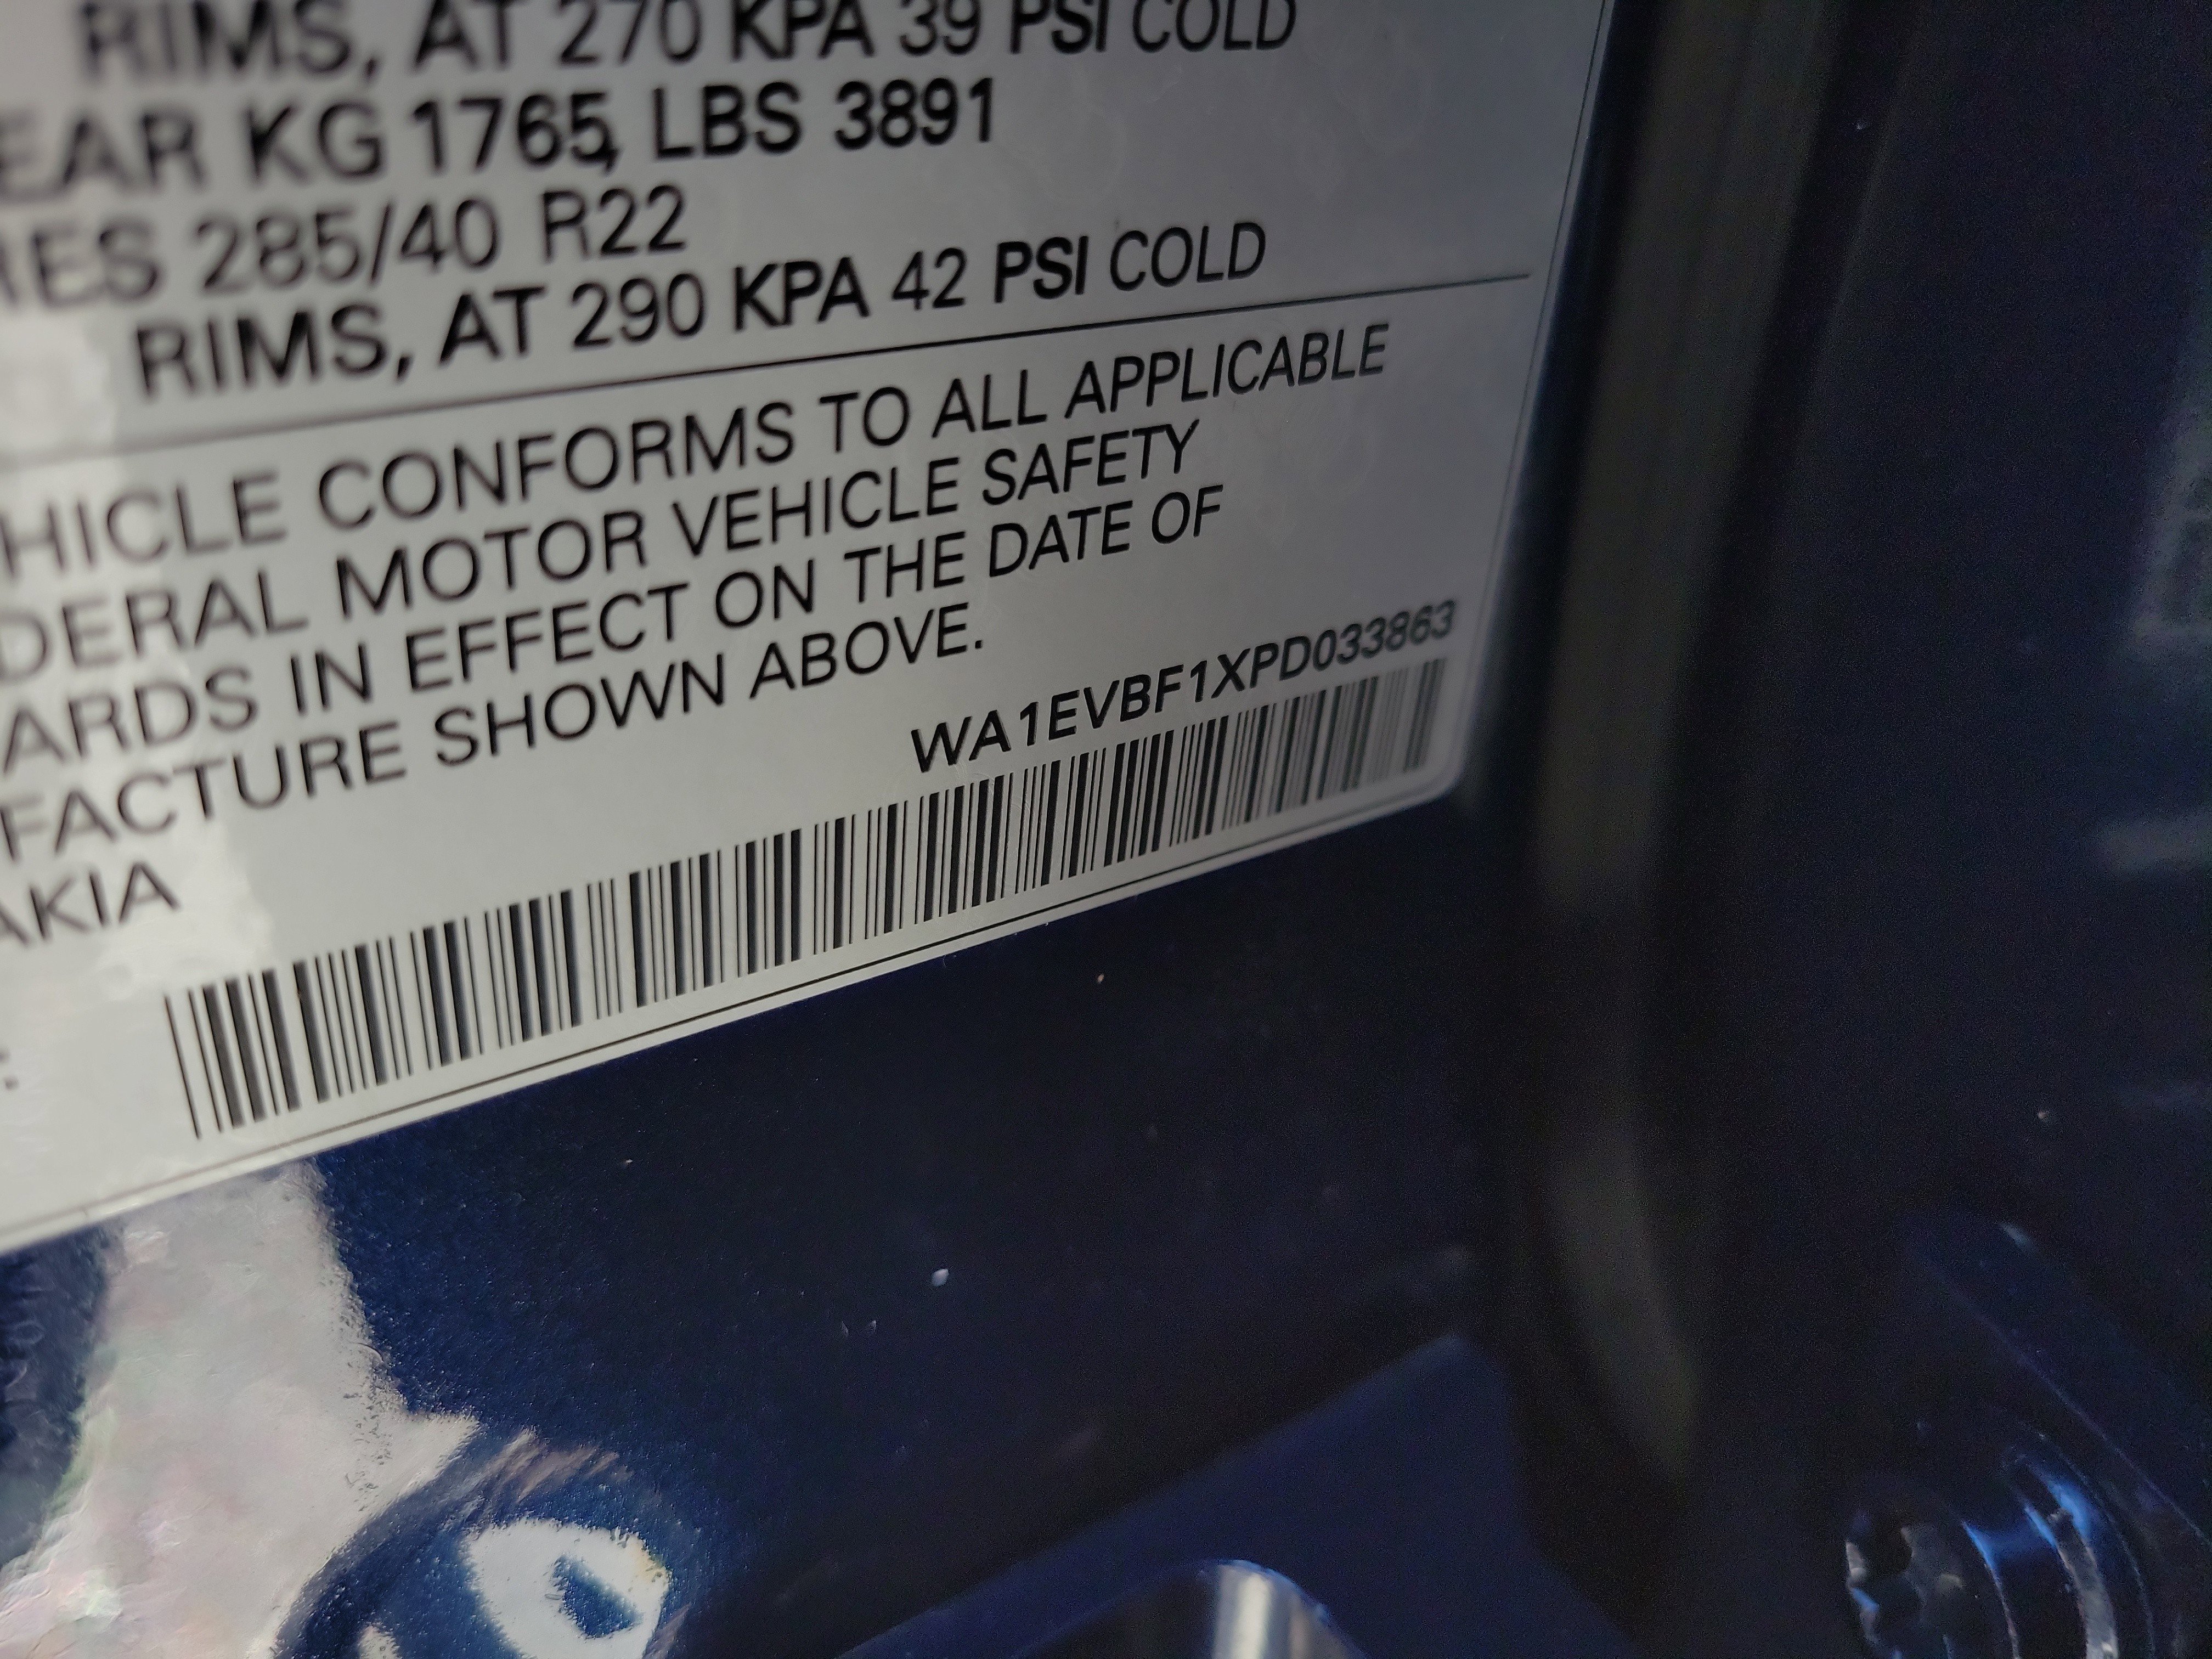 RIMS, AT 270 KPA 39 PSI COLD
EAR KG 1765, LBS 3891
RES 285/40 R22
RIMS, AT 290 KPA 42 PSI COLD
HICLE CONFORMS TO ALL APPLICABLE
DERAL MOTOR VEHICLE SAFETY
ARDS IN EFFECT ON THE DATE OF
FACTURE SHOWN ABOVE.
WA1EVBF1XPD033863
AKIA
: